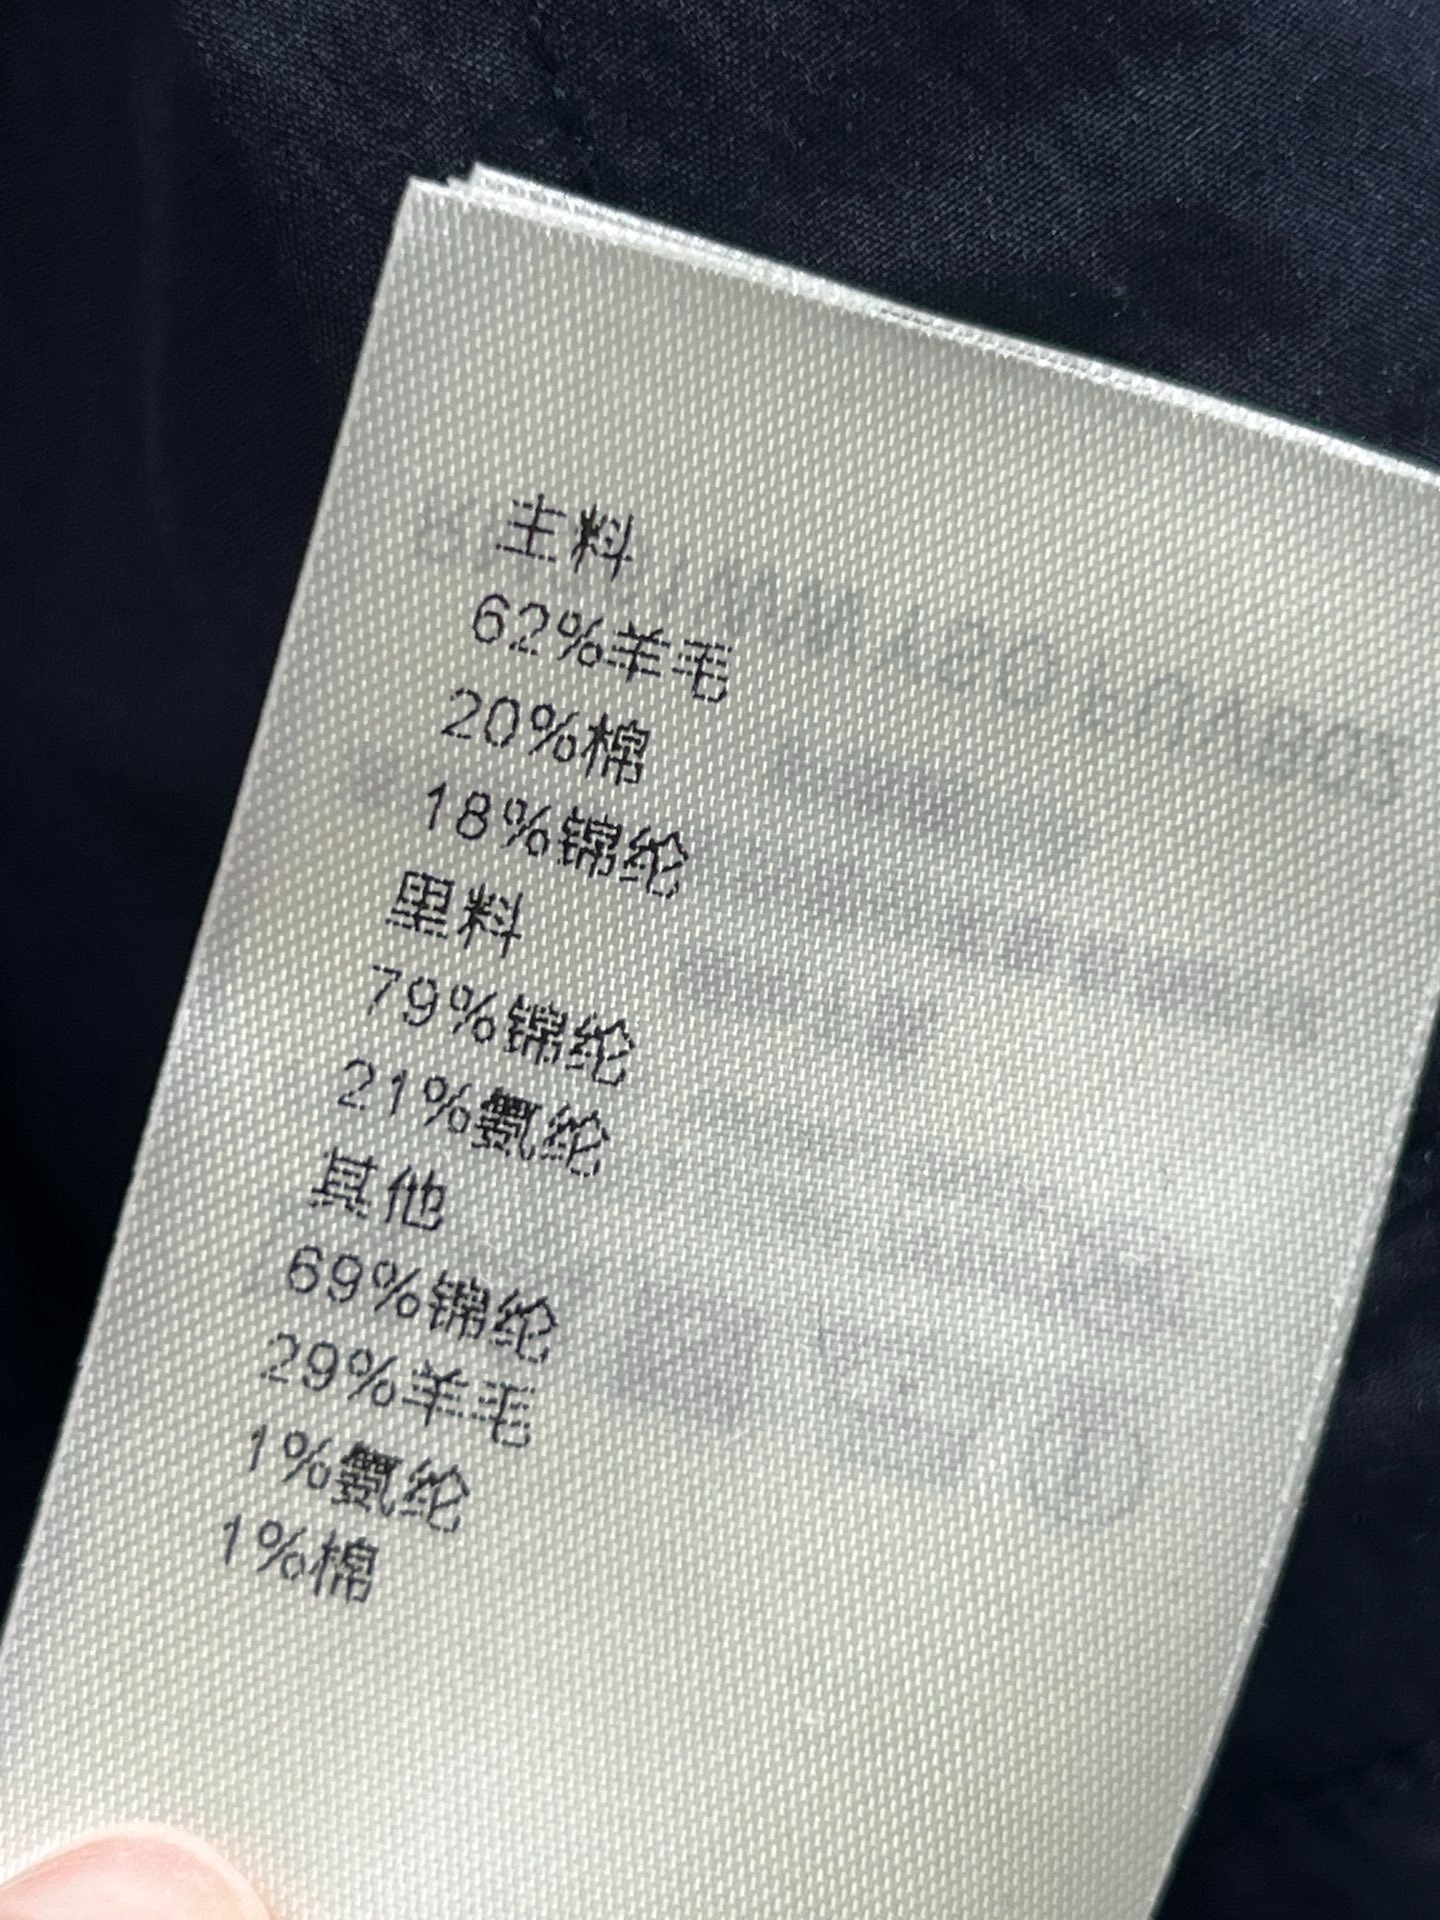 主料
62%羊毛
20%棉
18%锦纶
里料
79%锦纶
21%氨纶
其他
69%锦纶
29%羊毛
1%氨纶
1%棉